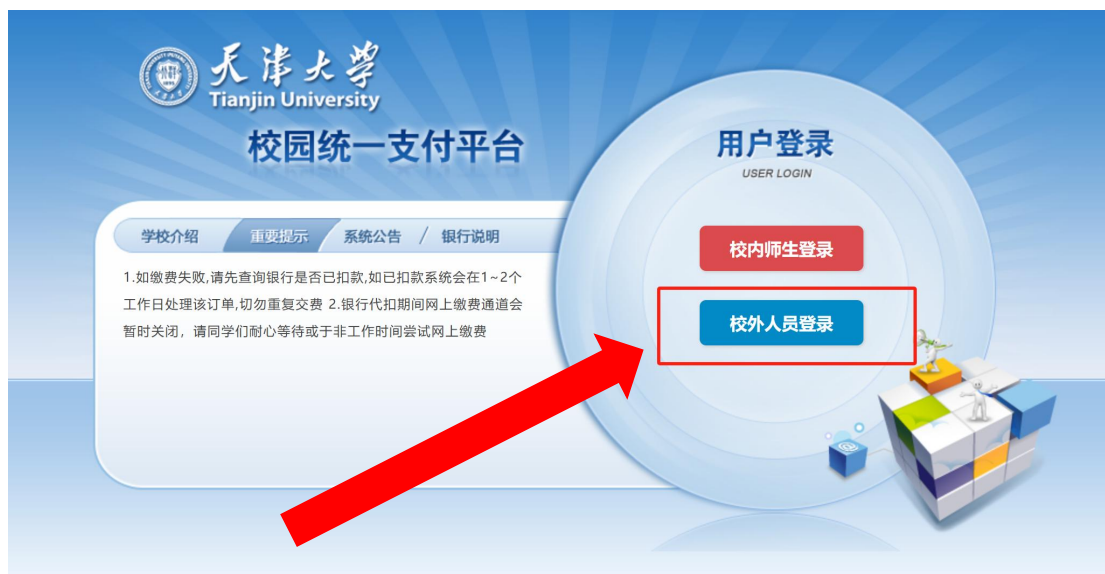 天津大学
Tianjin University
校园统一支付平台
学校介绍
重要提示
系统公告 /
银行说明
1.如缴费失败,请先查询银行是否已扣款,如已扣款系统会在1~2个
工作日处理该订单,切勿重复交费 2.银行代扣期间网上缴费通道会
暂时关闭，请同学们耐心等待或于非工作时间尝试网上缴费
用户登录
USER LOGIN
校内师生登录
校外人员登录
@